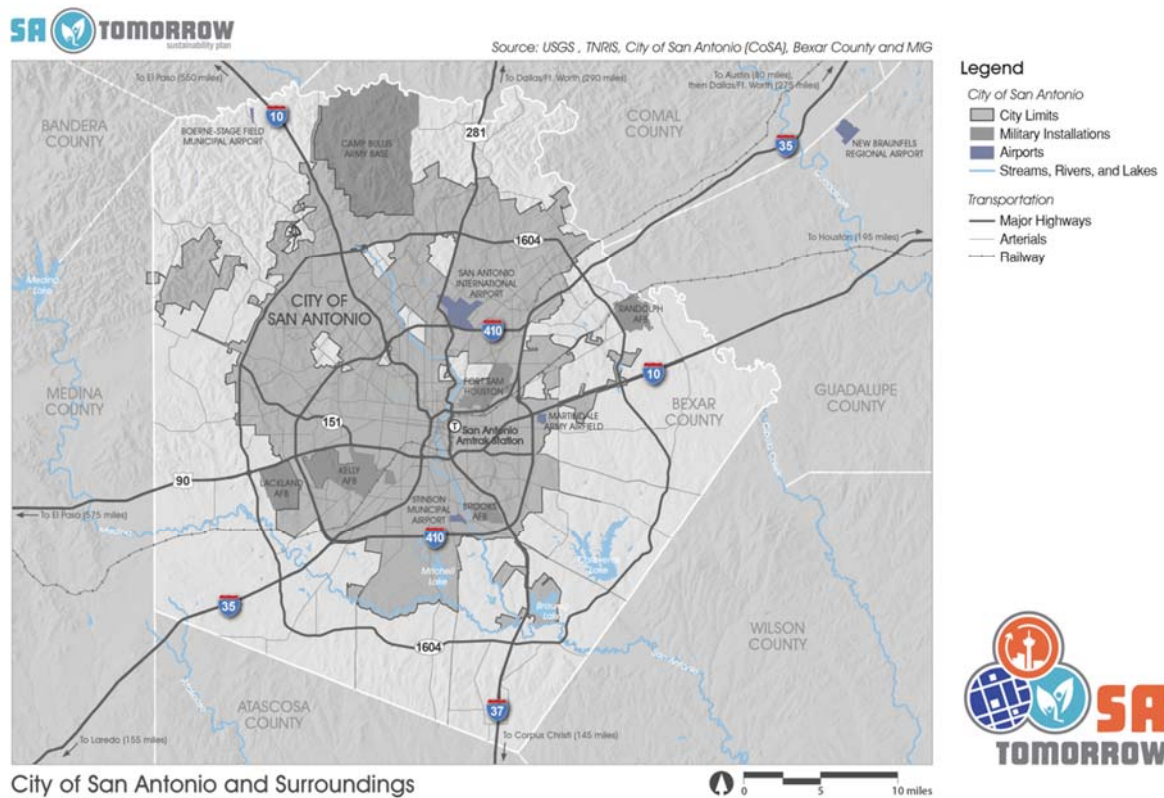 SA TOMORROW
sustainability plan
Source: USGS , TNRIS, City of San Antonio (CoSA), Bexar County and MIG
To El Paso (550 miles)
To Dallas/Ft. Worth (290 miles)
To Austin (80 miles),
then Dallas/Ft. Worth (275 miles)
BANDERA
COUNTY
10
BOERNE-STAGE FIELD
MUNICIPAL AIRPORT
CAMP BULLIS
ARMY BASE
281
COMAL
COUNTY
35
NEW BRAUNFELS
REGIONAL AIRPORT
1604
To Houston (195 miles)
Medina
Lake
CITY OF
SAN ANTONIO
SAN ANTONIO
INTERNATIONAL
AIRPORT
410
RANDOLPH
AFB
MEDINA
COUNTY
10
FORT SAM
HOUSTON
BEXAR
COUNTY
GUADALUPE
COUNTY
151
T
San Antonio
Amtrak Station
MARTINDALE
ARMY AIRFIELD
90
LACKLAND
AFB
KELLY
AFB
STINSON
MUNICIPAL
AIRPORT
BROOKS
AFB
To El Paso (575 miles)
410
Mitchell
Lake
Lake
Lake
35
1604
WILSON
COUNTY
ATASCOSA
COUNTY
37
To Laredo (155 miles)
To Corpus Christi (145 miles)
Legend
City of San Antonio
City Limits
Military Installations
Airports
Streams, Rivers, and Lakes
Transportation
Major Highways
Arterials
Railway
SA
TOMORROW
City of San Antonio and Surroundings
0 5 10 miles